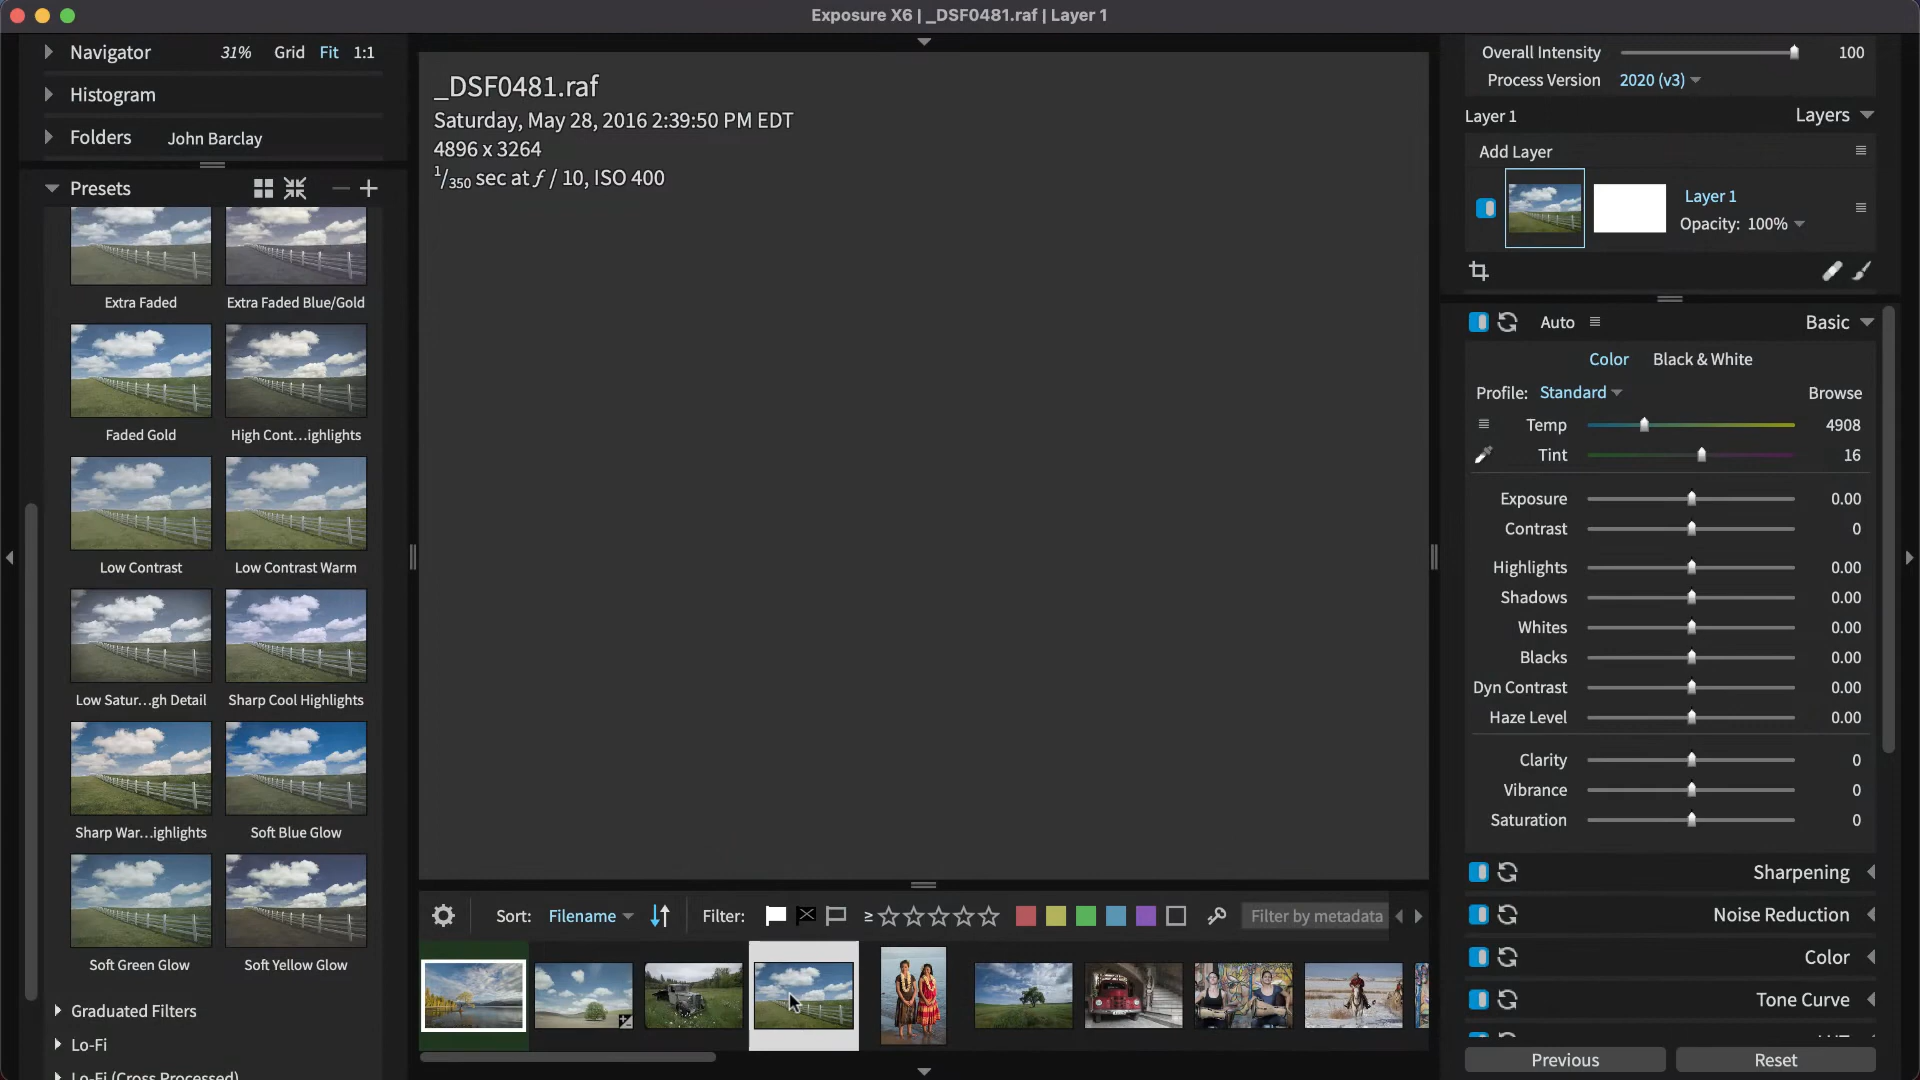 Exposure X6 | _DSF0481.raf | Layer 1
Navigator 31% Grid Fit 1:1
Histogram
Folders John Barclay
Presets
Extra Faded Extra Faded Blue/Gold
Faded Gold High Cont...ighlights
Low Contrast Low Contrast Warm
Low Satur...gh Detail Sharp Cool Highlights
Sharp War...ighlights Soft Blue Glow
Soft Green Glow Soft Yellow Glow
Graduated Filters
Lo-Fi
Lo-Fi (Cross Processed)
_DSF0481.raf
Saturday, May 28, 2016 2:39:50 PM EDT
4896 x 3264
1/350 sec at ƒ / 10, ISO 400
Sort: Filename Filter: ≥ Filter by metadata
Overall Intensity 100
Process Version 2020 (v3)
Layer 1 Layers
Add Layer
Layer 1
Opacity: 100%
Auto Basic
Color Black & White
Profile: Standard Browse
Temp 4908
Tint 16
Exposure 0.00
Contrast 0
Highlights 0.00
Shadows 0.00
Whites 0.00
Blacks 0.00
Dyn Contrast 0.00
Haze Level 0.00
Clarity 0
Vibrance 0
Saturation 0
Sharpening
Noise Reduction
Color
Tone Curve
Previous Reset